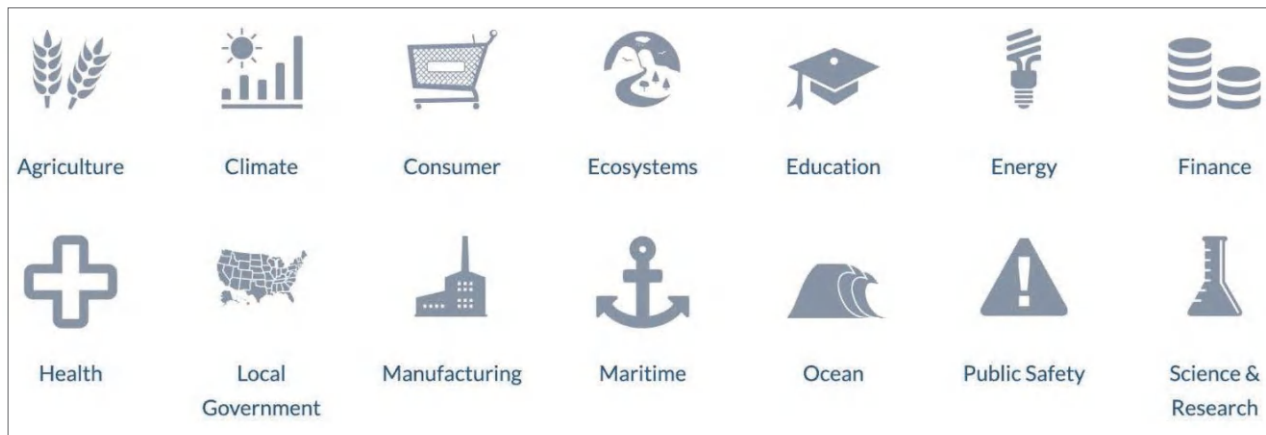 Agriculture
Climate
Consumer
Ecosystems
Education
Energy
Finance
Health
Local
Government
Manufacturing
Maritime
Ocean
Public Safety
Science &
Research